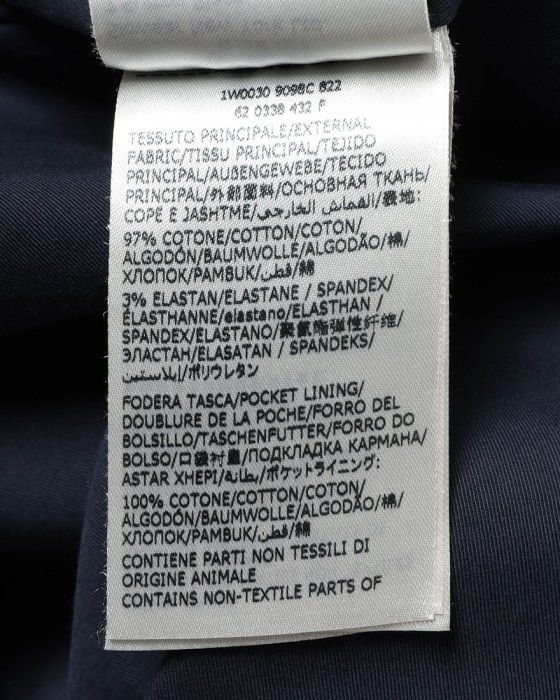 1W0030 9098C B22
62 0338 432 F
TESSUTO PRINCIPALE/EXTERNAL
FABRIC/TISSU PRINCIPAL/TEJIDO
PRINCIPAL/AUßENGEWEBE/TECIDO
PRINCIPAL/外部面料/ОСНОВНАЯ ТКАНЬ/
COPË E JASHTME/القماش الخارجي/表地:
97% COTONE/COTTON/COTON/
ALGODÓN/BAUMWOLLE/ALGODÃO/棉/
ХЛОПОК/PAMBUK/قطن/綿
3% ELASTAN/ELASTANE / SPANDEX/
ÉLASTHANNE/elastano/ELASTHAN /
SPANDEX/ELASTANO/聚氨酯弹性纤维/
ЭЛАСТАН/ELASATAN / SPANDEKS/
إيلاستين/ポリウレタン
FODERA TASCA/POCKET LINING/
DOUBLURE DE LA POCHE/FORRO DEL
BOLSILLO/TASCHENFUTTER/FORRO DO
BOLSO/口袋衬里/ПОДКЛАДКА КАРМАНА/
ASTAR XHEPI/بطانة/ポケットライニング:
100% COTONE/COTTON/COTON/
ALGODÓN/BAUMWOLLE/ALGODÃO/棉/
ХЛОПОК/PAMBUK/قطن/綿
CONTIENE PARTI NON TESSILI DI
ORIGINE ANIMALE
CONTAINS NON-TEXTILE PARTS OF